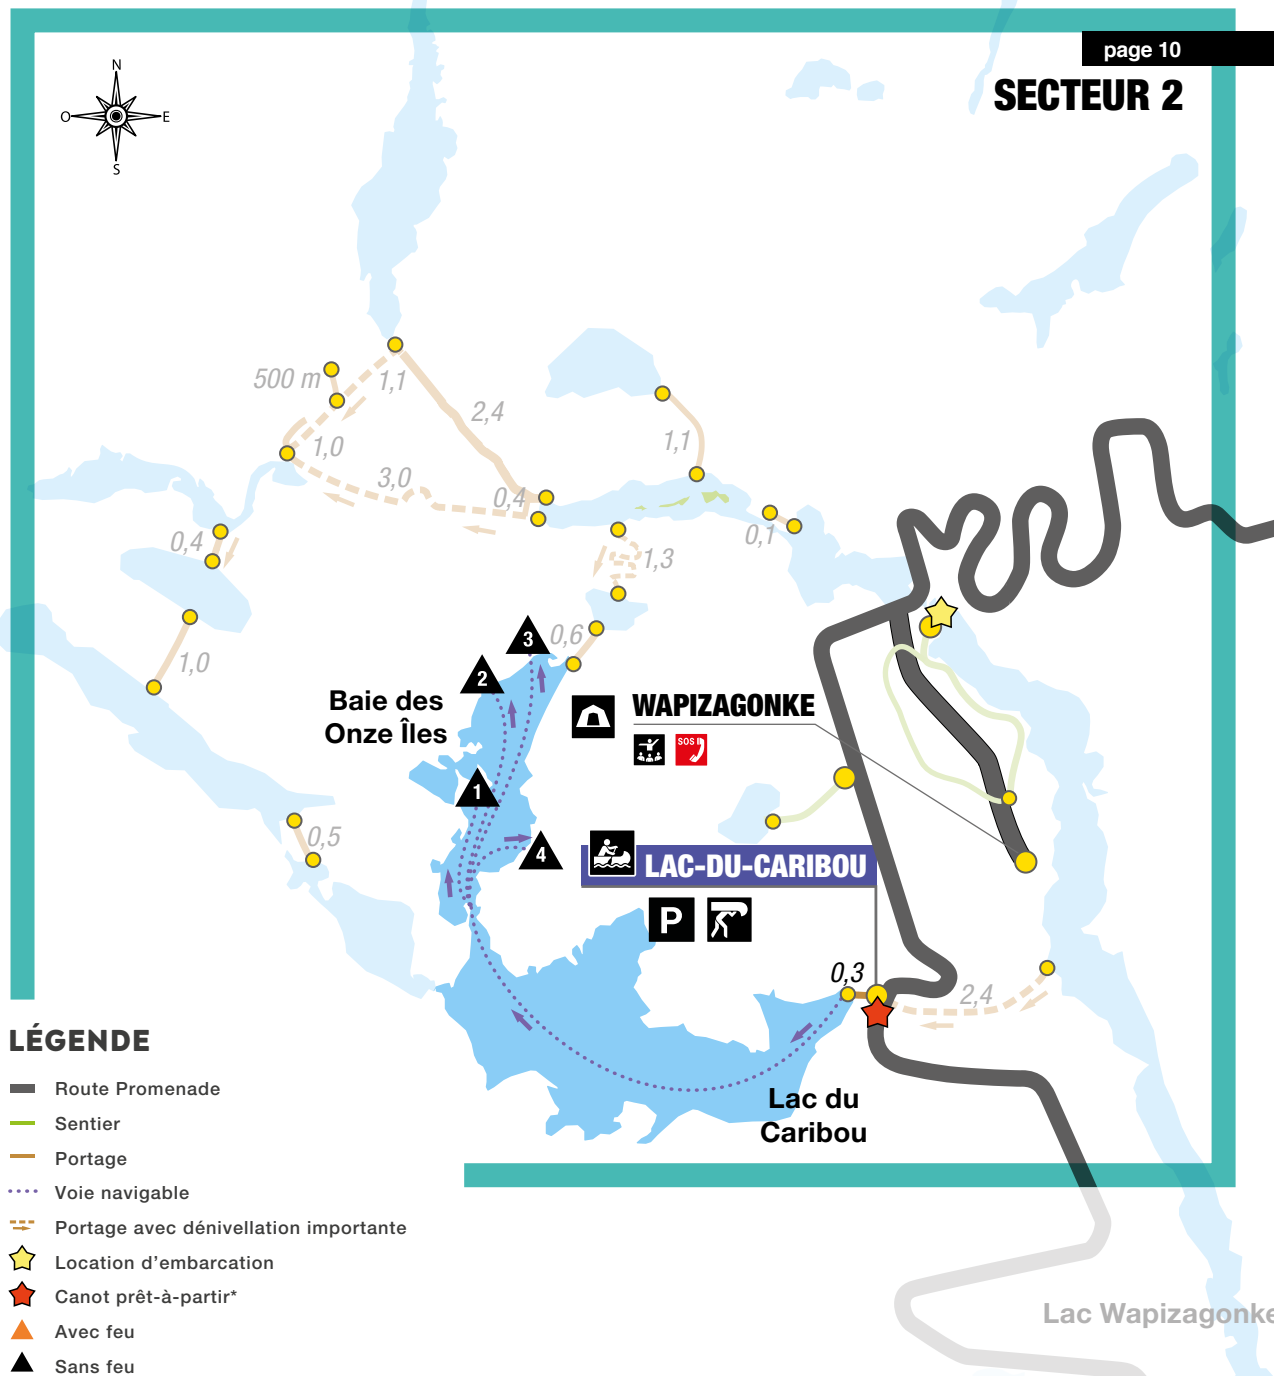 page 10
SECTEUR 2
N
O
E
S
500 m
1,1
2,4
1,0
1,1
3,0
0,4
0,4
0,1
1,3
1,0
3
0,6
2
Baie des
Onze Îles
WAPIZAGONKE
SOS
1
0,5
4
LAC-DU-CARIBOU
P
0,3
2,4
Lac du
Caribou
LÉGENDE
Route Promenade
Sentier
Portage
Voie navigable
Portage avec dénivellation importante
Location d'embarcation
Canot prêt-à-partir*
Avec feu
Sans feu
Lac Wapizagonke